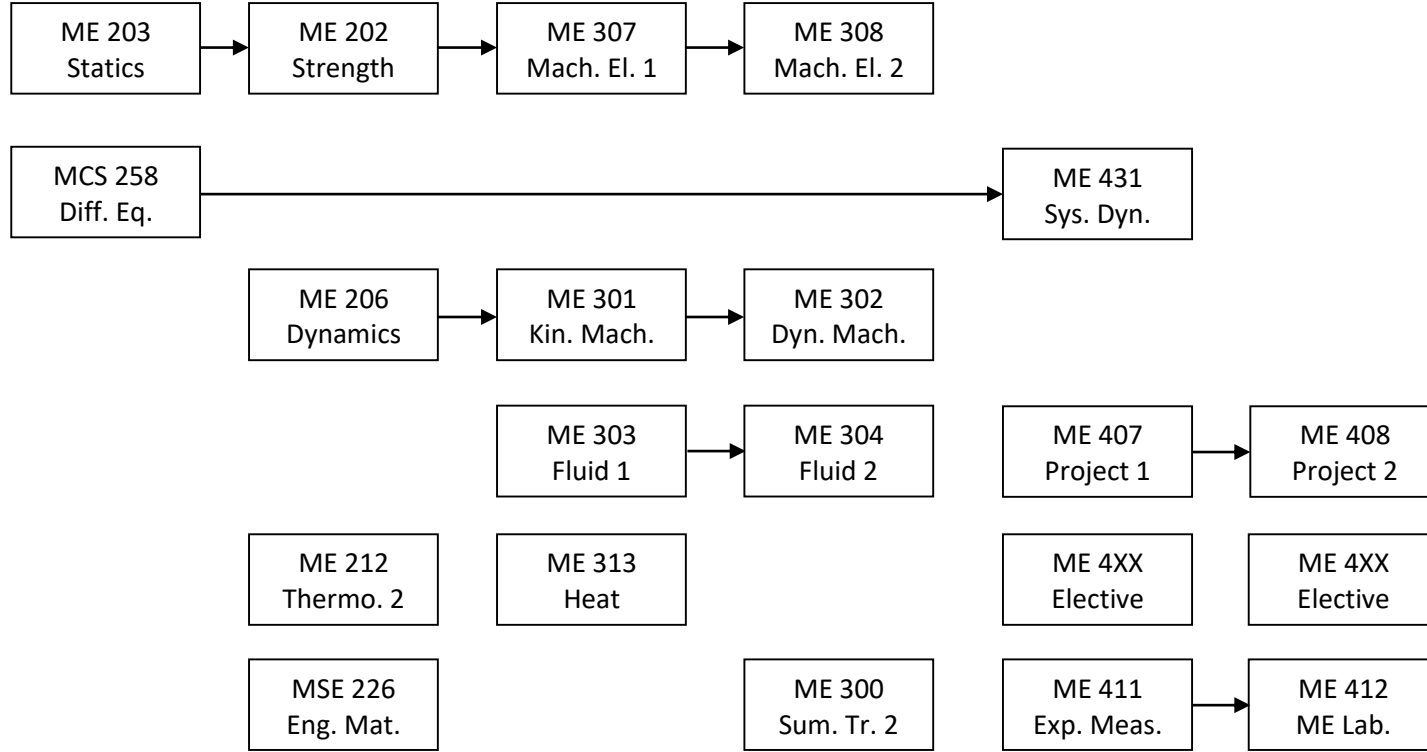 ME 203
Statics
ME 202
Strength
ME 307
Mach. El. 1
ME 308
Mach. El. 2
MCS 258
Diff. Eq.
ME 431
Sys. Dyn.
ME 206
Dynamics
ME 301
Kin. Mach.
ME 302
Dyn. Mach.
ME 303
Fluid 1
ME 304
Fluid 2
ME 407
Project 1
ME 408
Project 2
ME 212
Thermo. 2
ME 313
Heat
ME 4XX
Elective
ME 4XX
Elective
MSE 226
Eng. Mat.
ME 300
Sum. Tr. 2
ME 411
Exp. Meas.
ME 412
ME Lab.